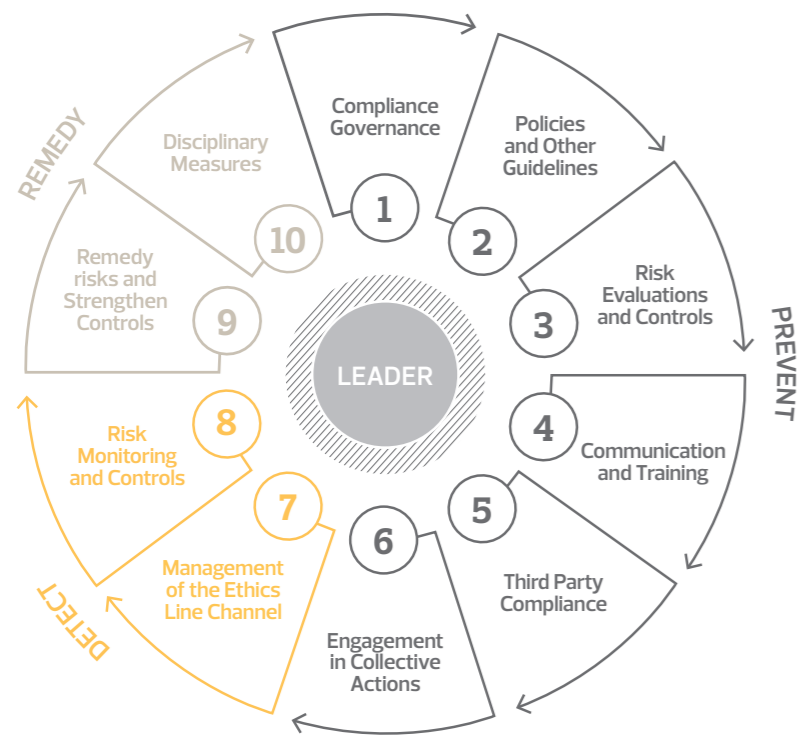 Compliance
Governance
1
Policies
and Other
Guidelines
2
Risk
Evaluations
and Controls
3
PREVENT
Communication
and Training
4
Third Party
Compliance
5
Engagement
in Collective
Actions
6
Management
of the Ethics
Line Channel
7
DETECT
Risk
Monitoring
and Controls
8
Remedy
risks and
Strengthen
Controls
9
REMEDY
Disciplinary
Measures
10
LEADER